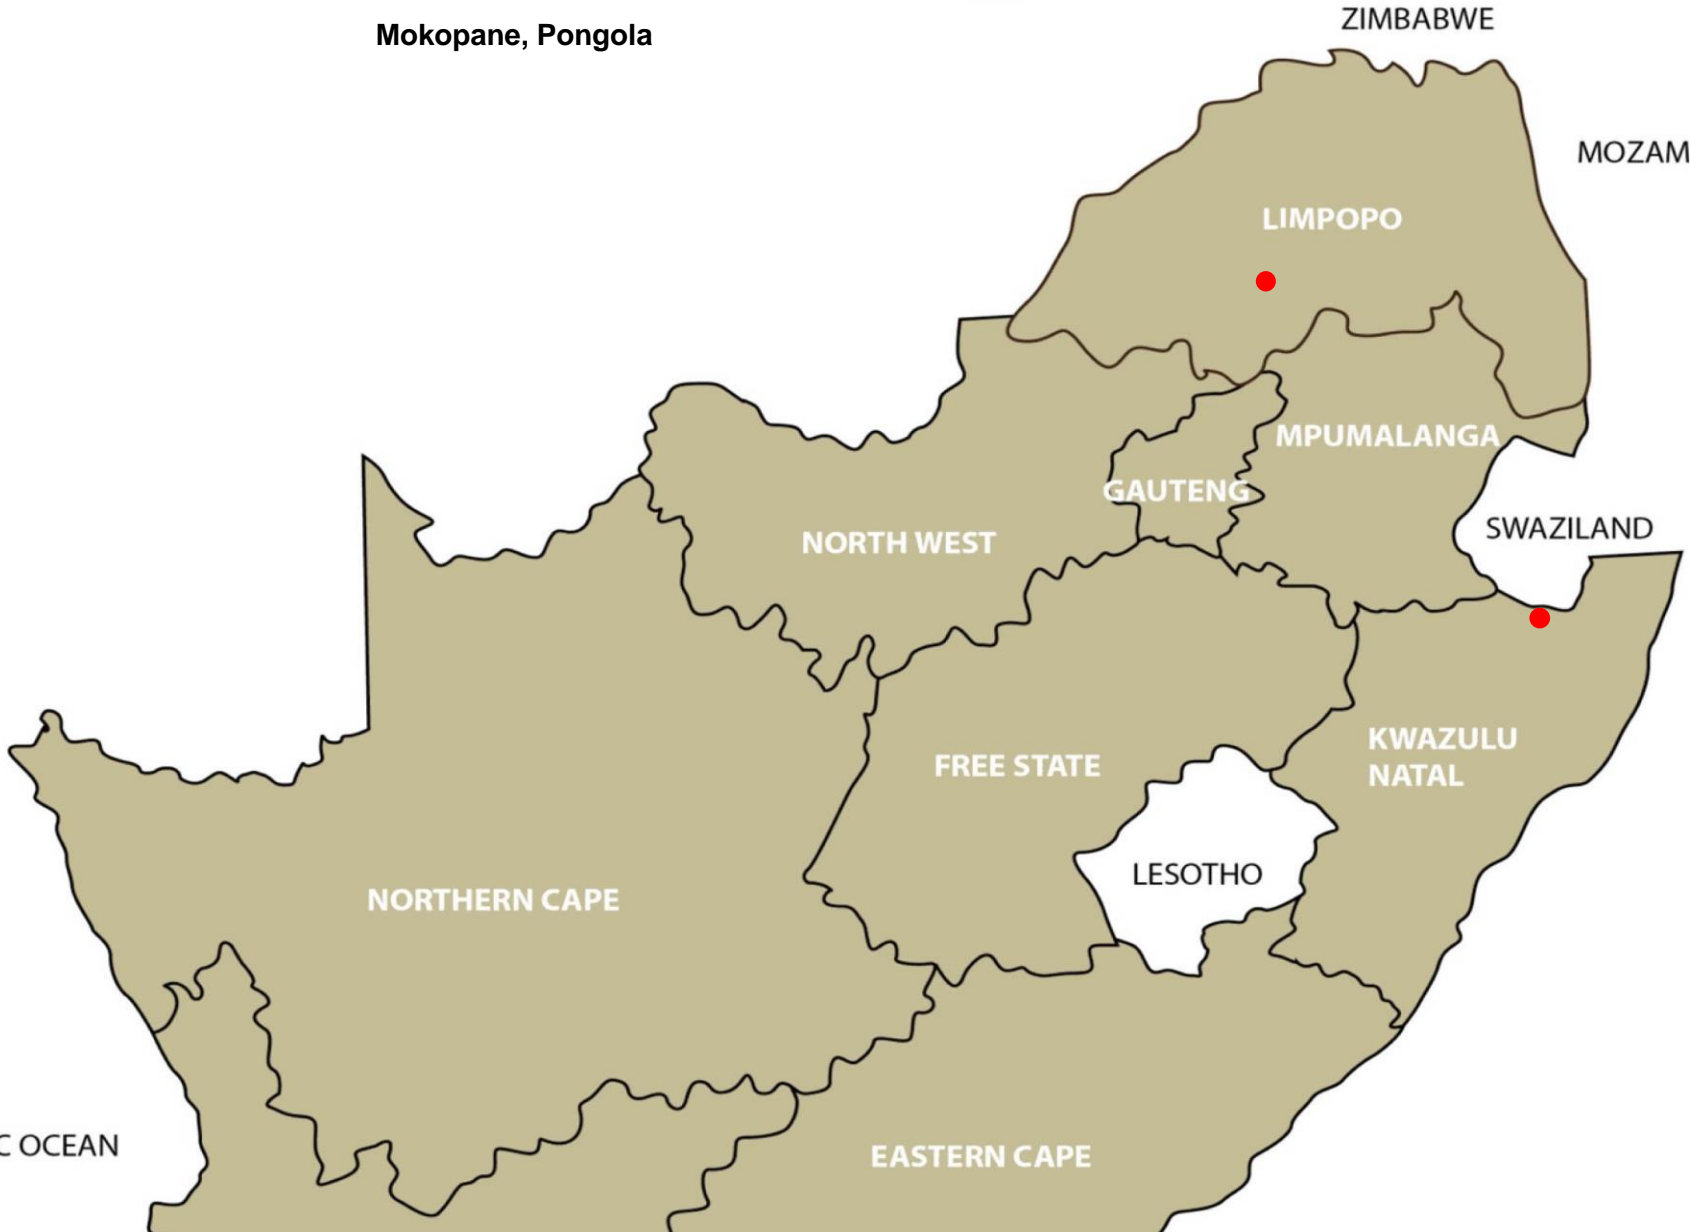 ZIMBABWE
Mokopane, Pongola
MOZAM
LIMPOPO
MPUMALANGA
GAUTENG
SWAZILAND
NORTH WEST
KWAZULU
NATAL
FREE STATE
LESOTHO
NORTHERN CAPE
C OCEAN
EASTERN CAPE